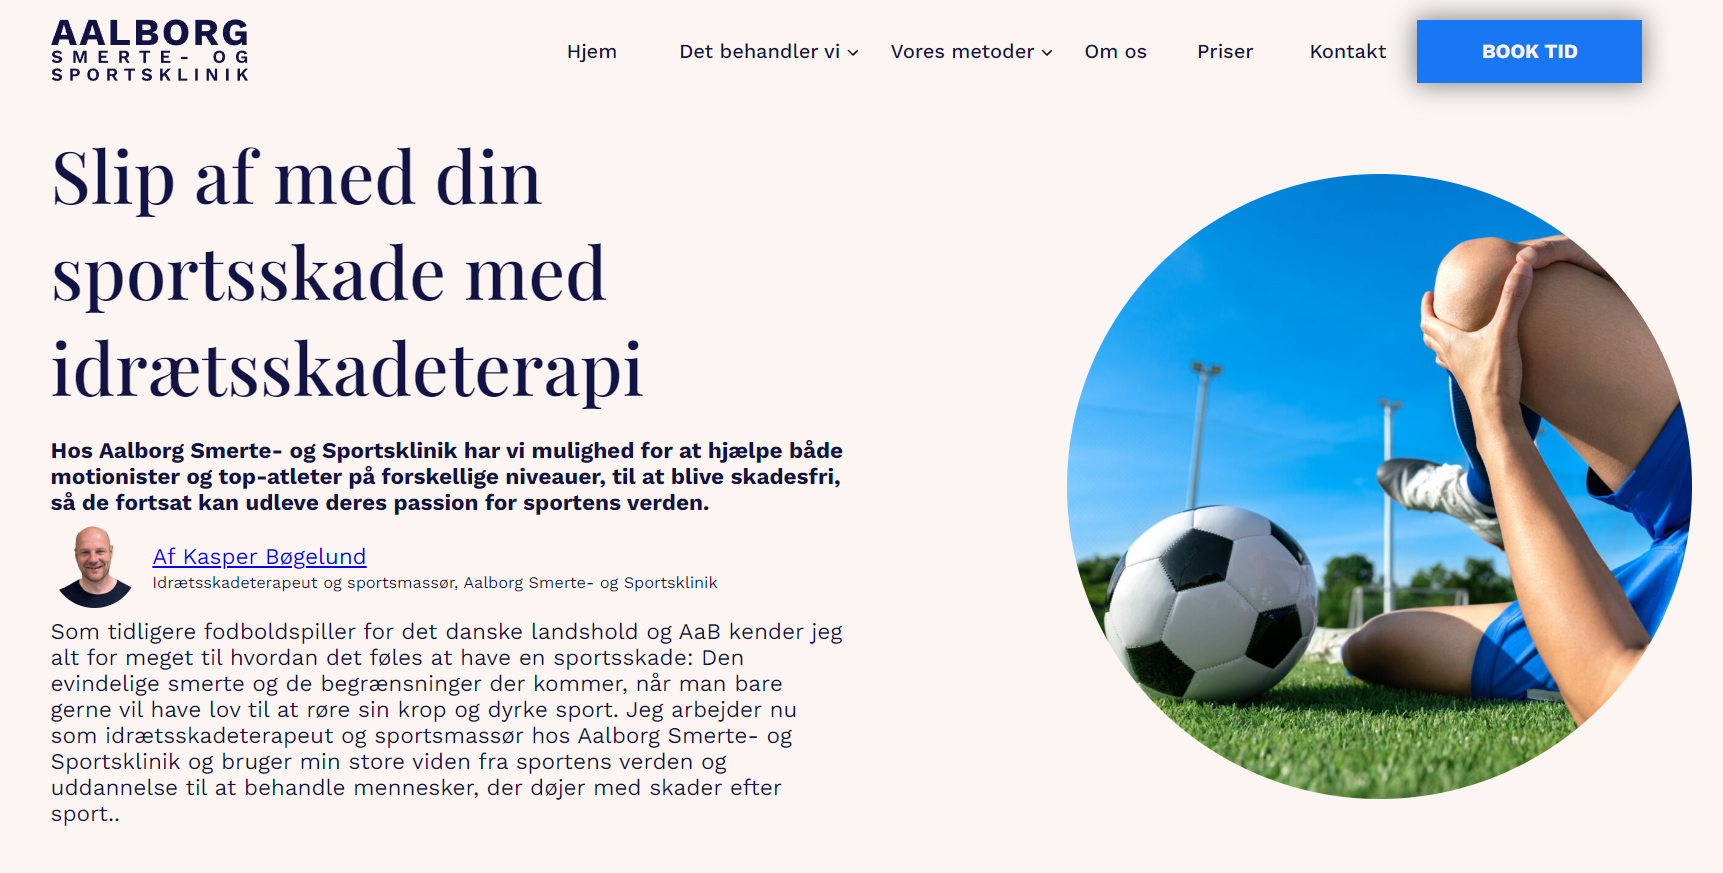 AALBORG
SMERTE- OG
SPORTSKLINIK
Hjem
Det behandler vi
Vores metoder
Om os
Priser
Kontakt
BOOK TID
Slip af med din
sportsskade med
idrætsskadeterapi
Hos Aalborg Smerte- og Sportsklinik har vi mulighed for at hjælpe både
motionister og top-atleter på forskellige niveauer, til at blive skadesfri,
så de fortsat kan udleve deres passion for sportens verden.
Af Kasper Bøgelund
Idrætsskadeterapeut og sportsmassør, Aalborg Smerte- og Sportsklinik
Som tidligere fodboldspiller for det danske landshold og AaB kender jeg
alt for meget til hvordan det føles at have en sportsskade: Den
evindelige smerte og de begrænsninger der kommer, når man bare
gerne vil have lov til at røre sin krop og dyrke sport. Jeg arbejder nu
som idrætsskadeterapeut og sportsmassør hos Aalborg Smerte- og
Sportsklinik og bruger min store viden fra sportens verden og
uddannelse til at behandle mennesker, der døjer med skader efter
sport..